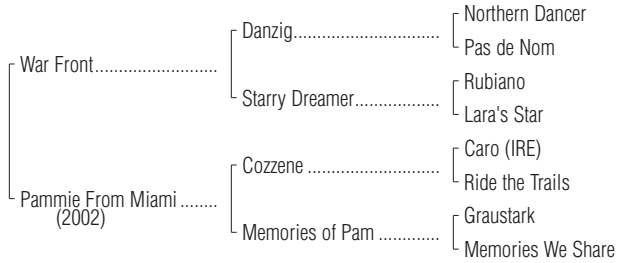 Northern Dancer
Danzig...............................
Pas de Nom
War Front..........................
Rubiano
Starry Dreamer..................
Lara's Star
Caro (IRE)
Cozzene ............................
Ride the Trails
Pammie From Miami ........
(2002)
Graustark
Memories of Pam .............
Memories We Share